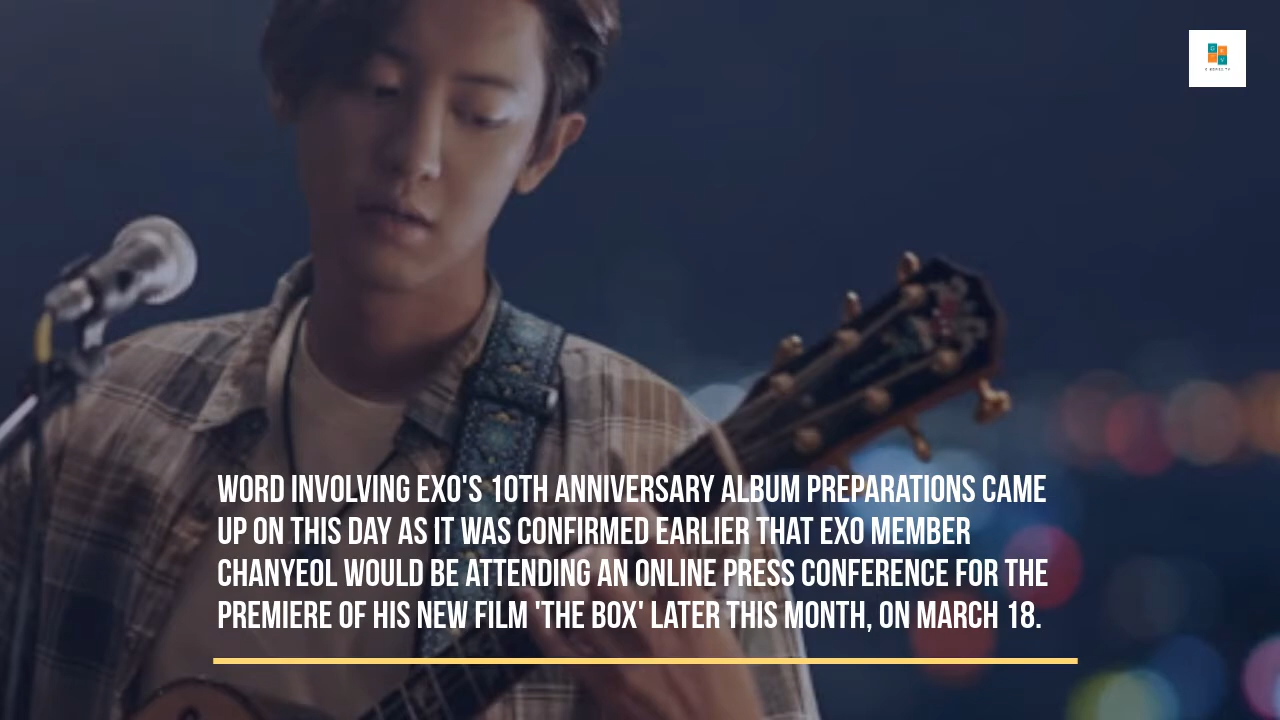 WORD INVOLVING EXO'S 10TH ANNIVERSARY ALBUM PREPARATIONS CAME
UP ON THIS DAY AS IT WAS CONFIRMED EARLIER THAT EXO MEMBER
CHANYEOL WOULD BE ATTENDING AN ONLINE PRESS CONFERENCE FOR THE
PREMIERE OF HIS NEW FILM 'THE BOX' LATER THIS MONTH, ON MARCH 18.